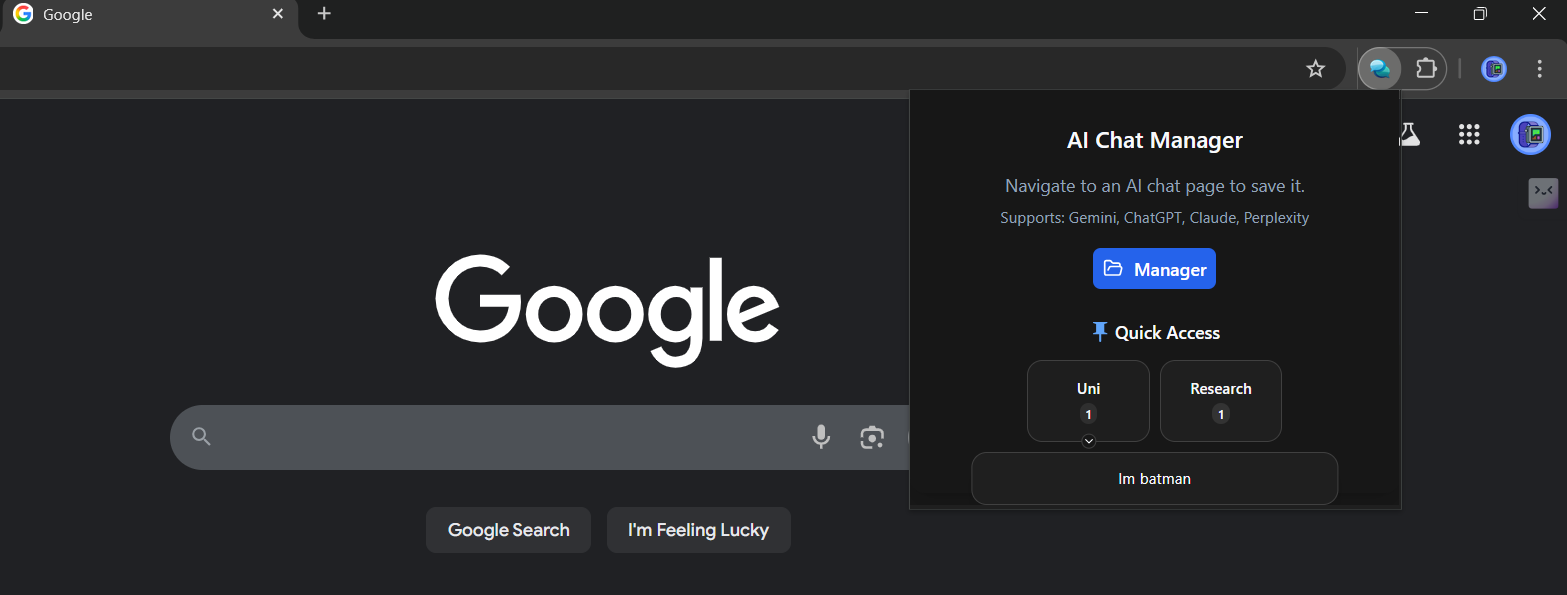 Google
AI Chat Manager
Navigate to an AI chat page to save it.
Supports: Gemini, ChatGPT, Claude, Perplexity
Manager
Quick Access
Uni
1
Research
1
Im batman
Google
Google Search
I'm Feeling Lucky